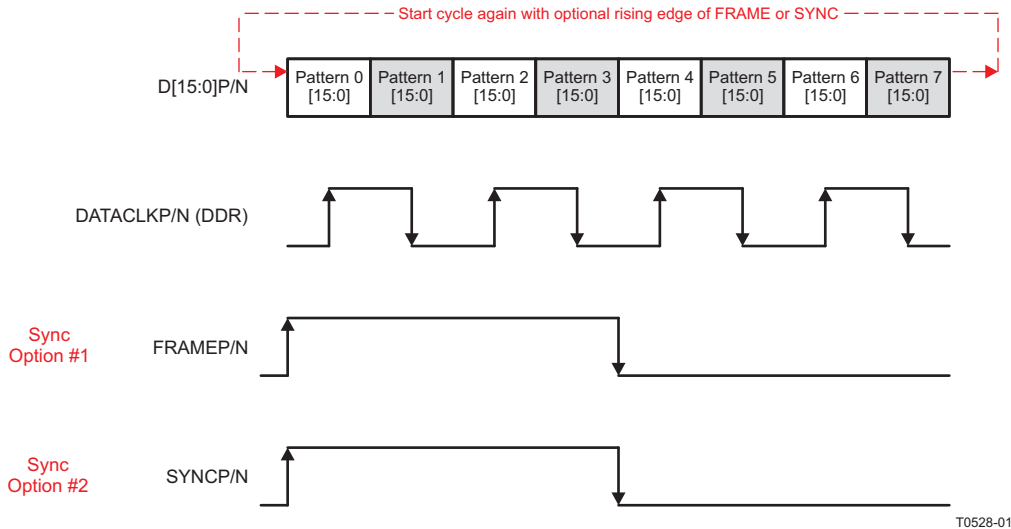 Start cycle again with optional rising edge of FRAME or SYNC
D[15:0]P/N
Pattern 0 [15:0]
Pattern 1 [15:0]
Pattern 2 [15:0]
Pattern 3 [15:0]
Pattern 4 [15:0]
Pattern 5 [15:0]
Pattern 6 [15:0]
Pattern 7 [15:0]
DATACLKP/N (DDR)
Sync
Option #1
FRAMEP/N
Sync
Option #2
SYNCP/N
T0528-01